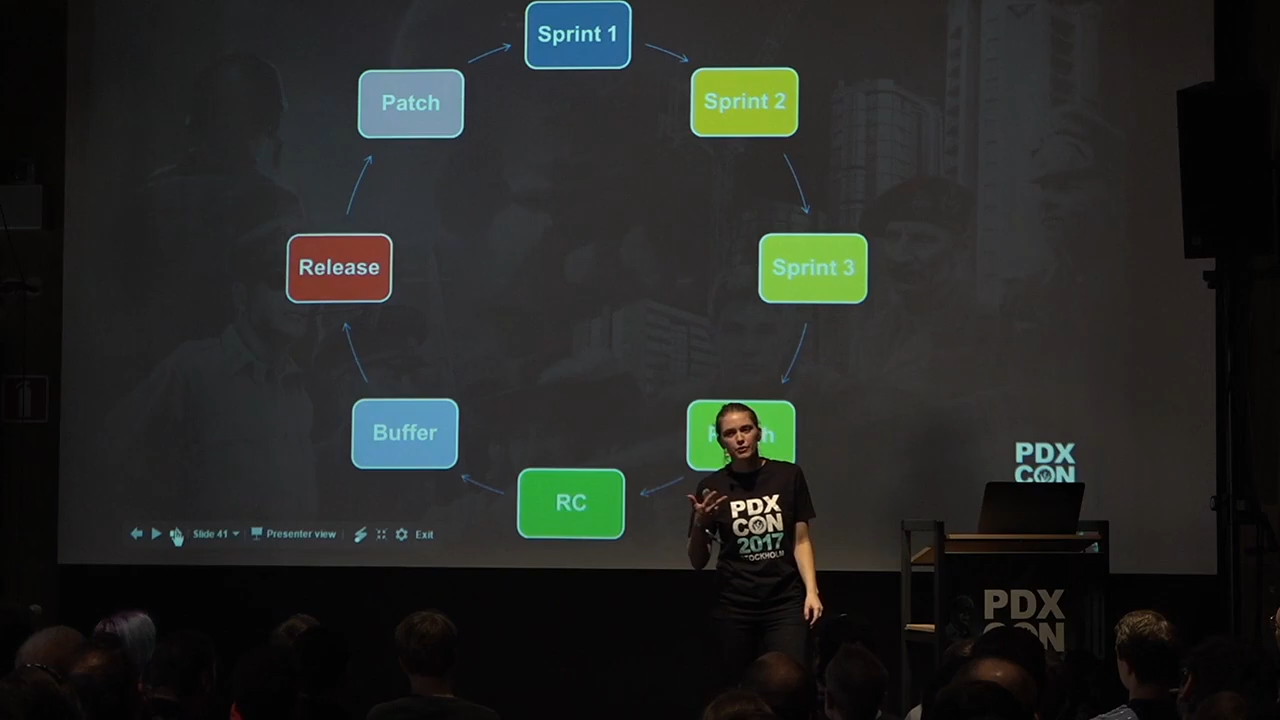 Sprint 1
Sprint 2
Sprint 3
RC
Buffer
Release
Patch
Slide 41
Presenter view
Exit
PDX
CON
PDX
CON
2017
STOCKHOLM
PDX
CON